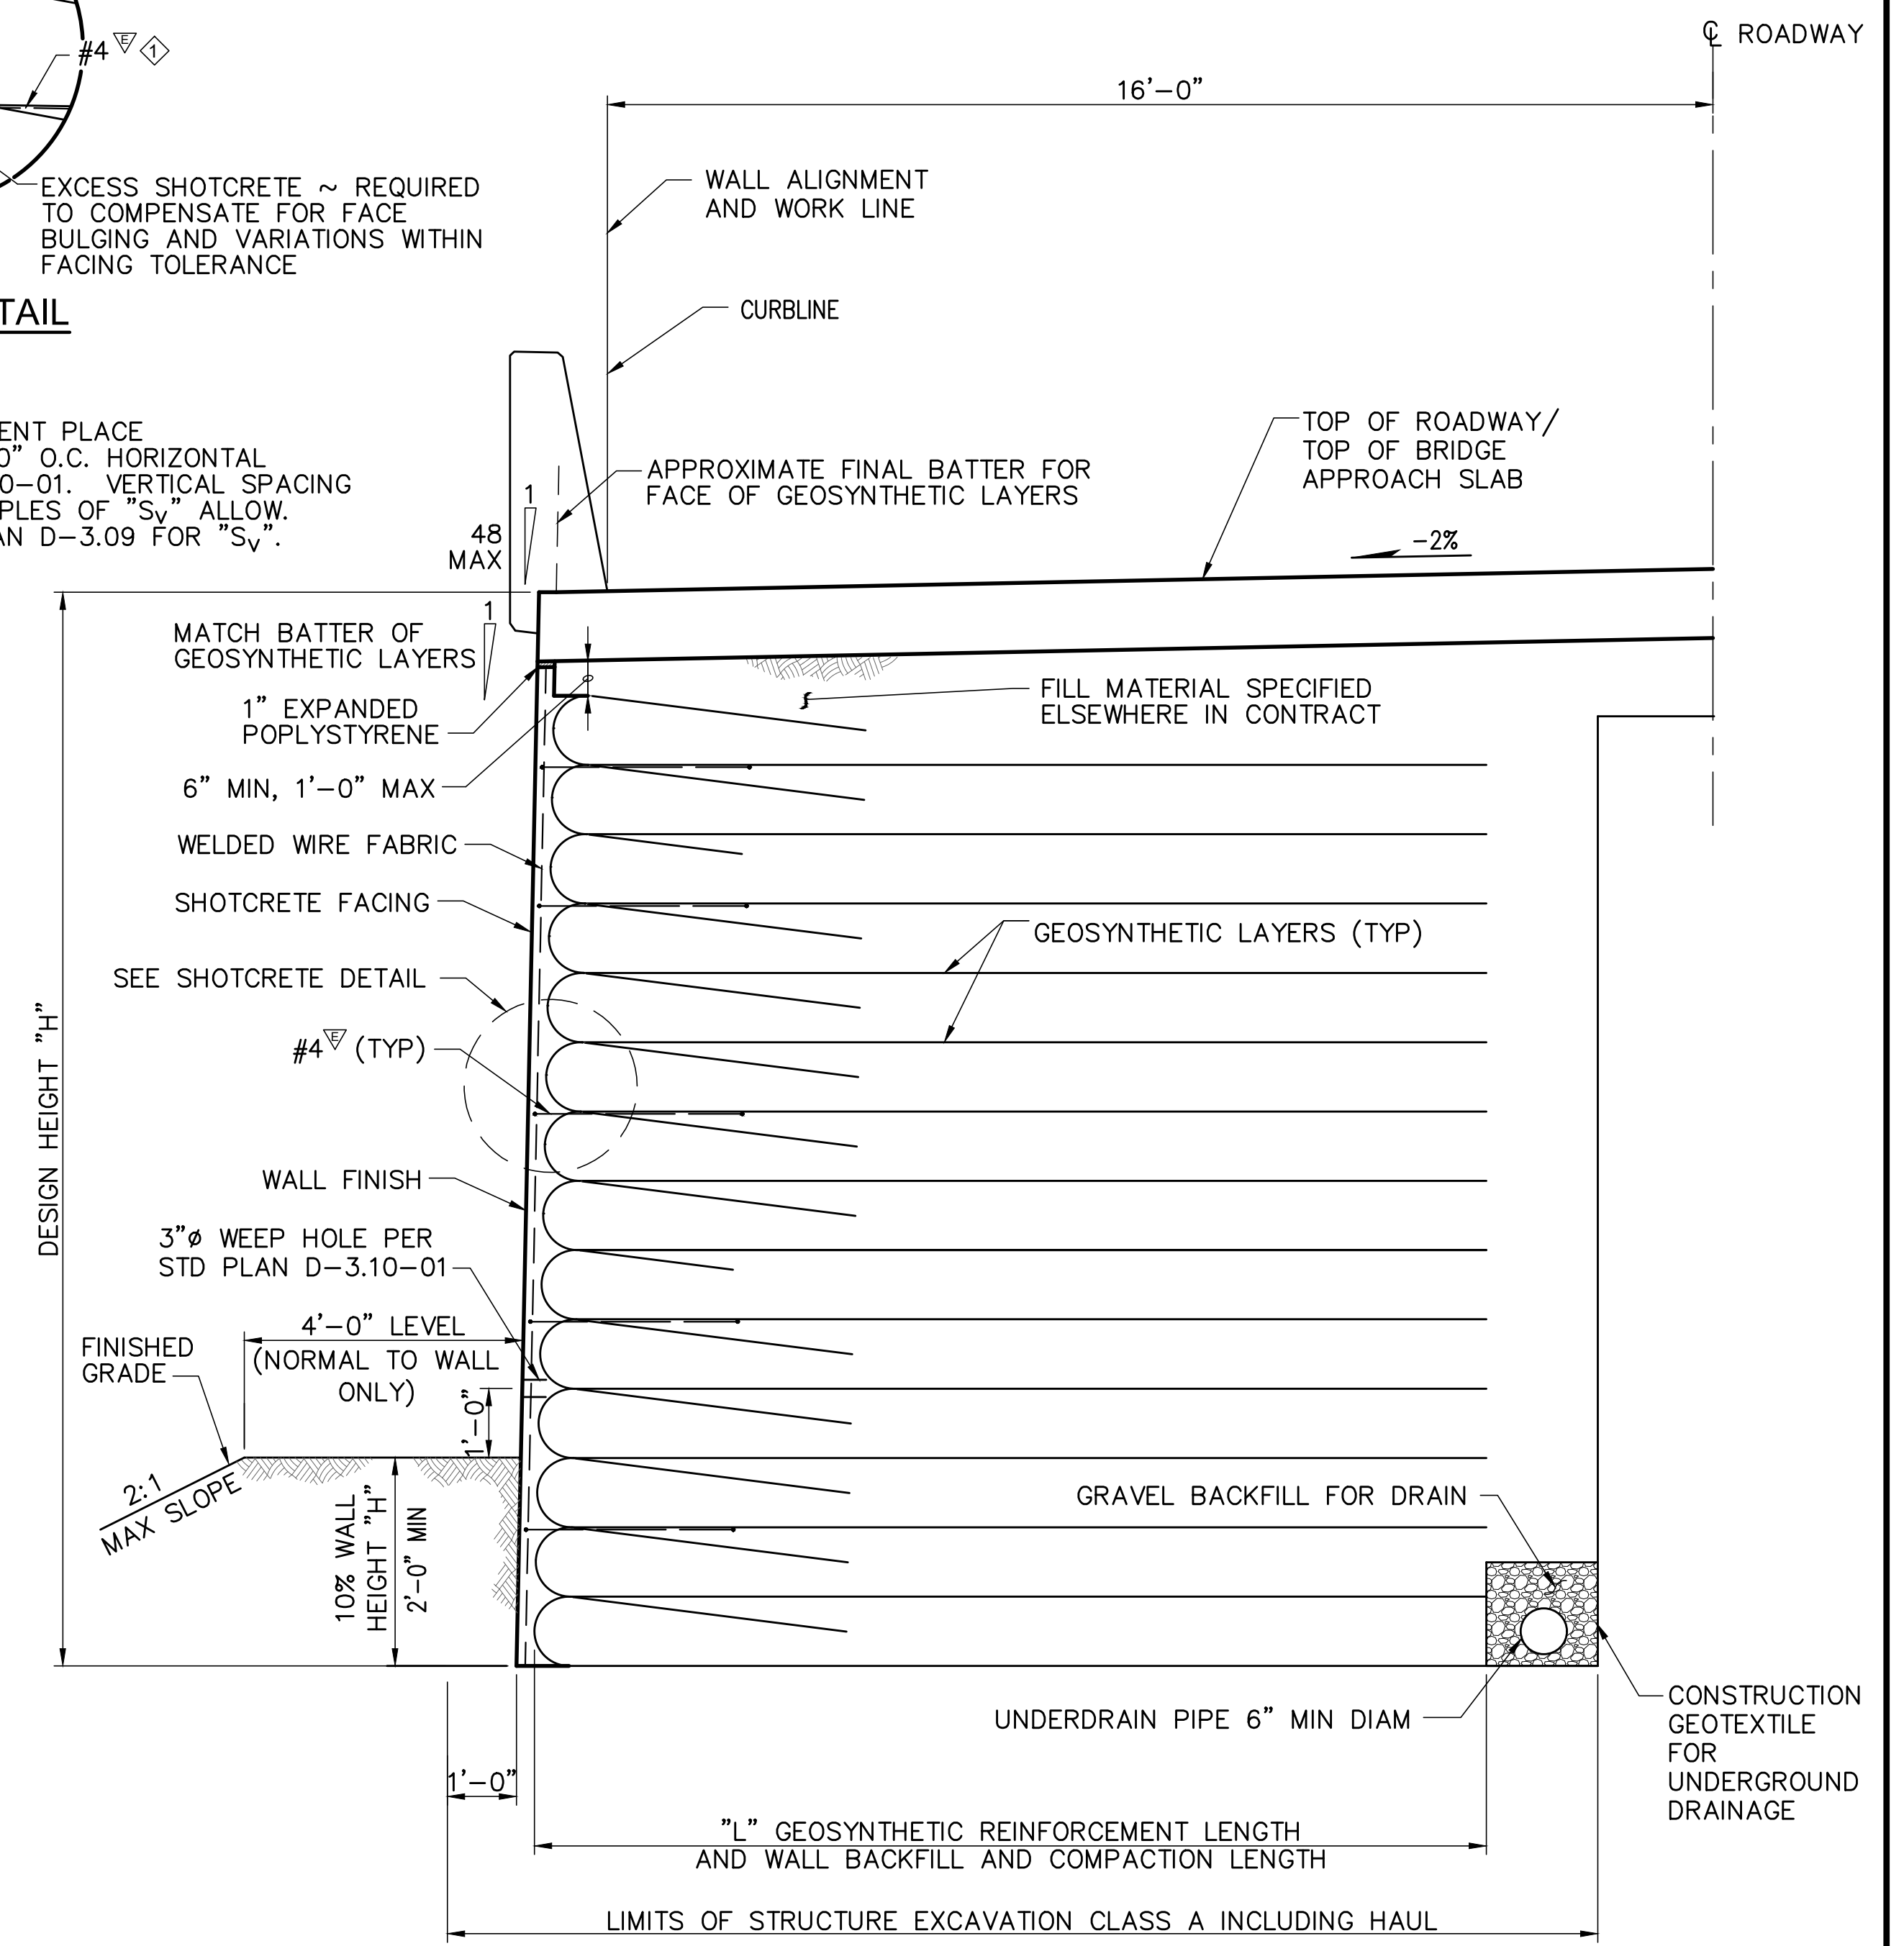 #4 E 1
℄ ROADWAY
16'-0"
EXCESS SHOTCRETE ~ REQUIRED
TO COMPENSATE FOR FACE
BULGING AND VARIATIONS WITHIN
FACING TOLERANCE
TAIL
WALL ALIGNMENT
AND WORK LINE
CURBLINE
ENT PLACE
0" O.C. HORIZONTAL
0-01. VERTICAL SPACING
PLES OF "Sv" ALLOW.
AN D-3.09 FOR "Sv".
APPROXIMATE FINAL BATTER FOR
FACE OF GEOSYNTHETIC LAYERS
TOP OF ROADWAY/
TOP OF BRIDGE
APPROACH SLAB
1
48
MAX
-2%
1
MATCH BATTER OF
GEOSYNTHETIC LAYERS
1" EXPANDED
POPLYSTYRENE
6" MIN, 1'-0" MAX
FILL MATERIAL SPECIFIED
ELSEWHERE IN CONTRACT
WELDED WIRE FABRIC
SHOTCRETE FACING
GEOSYNTHETIC LAYERS (TYP)
SEE SHOTCRETE DETAIL
#4 E (TYP)
DESIGN HEIGHT "H"
WALL FINISH
3"ø WEEP HOLE PER
STD PLAN D-3.10-01
4'-0" LEVEL
(NORMAL TO WALL
ONLY)
FINISHED
GRADE
1'-0"
2:1
MAX SLOPE
10% WALL
HEIGHT "H"
2'-0" MIN
GRAVEL BACKFILL FOR DRAIN
UNDERDRAIN PIPE 6" MIN DIAM
CONSTRUCTION
GEOTEXTILE
FOR
UNDERGROUND
DRAINAGE
1'-0"
"L" GEOSYNTHETIC REINFORCEMENT LENGTH
AND WALL BACKFILL AND COMPACTION LENGTH
LIMITS OF STRUCTURE EXCAVATION CLASS A INCLUDING HAUL